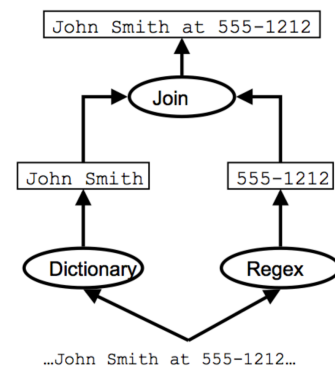 John Smith at 555-1212
Join
John Smith 555-1212
Dictionary Regex
…John Smith at 555-1212…